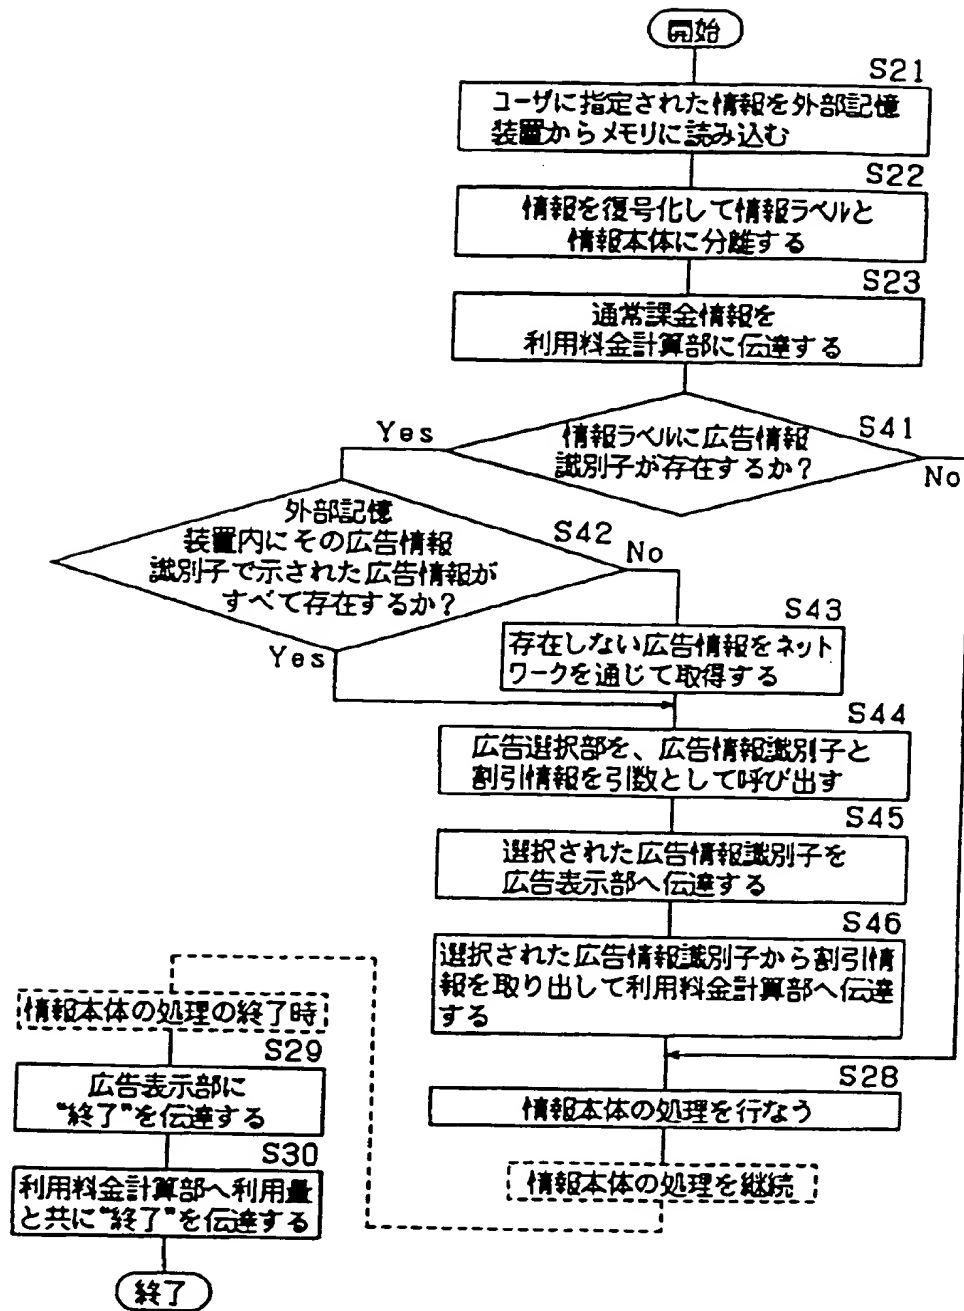 開始
S21
ユーザに指定された情報を外部記憶
装置からメモリに読み込む
S22
情報を復号化して情報ラベルと
情報本体に分離する
S23
通常課金情報を
利用料金計算部に伝達する
S41
情報ラベルに広告情報
識別子が存在するか？
Yes
No
S42
外部記憶
装置内にその広告情報
識別子で示された広告情報が
すべて存在するか？
No
Yes
S43
存在しない広告情報をネット
ワークを通じて取得する
S44
広告選択部を、広告情報識別子と
割引情報を引数として呼び出す
S45
選択された広告情報識別子を
広告表示部へ伝達する
S46
選択された広告情報識別子から割引情
報を取り出して利用料金計算部へ伝達
する
S28
情報本体の処理を行なう
情報本体の処理を継続
情報本体の処理の終了時
S29
広告表示部に
“終了”を伝達する
S30
利用料金計算部へ利用量
と共に“終了”を伝達する
終了